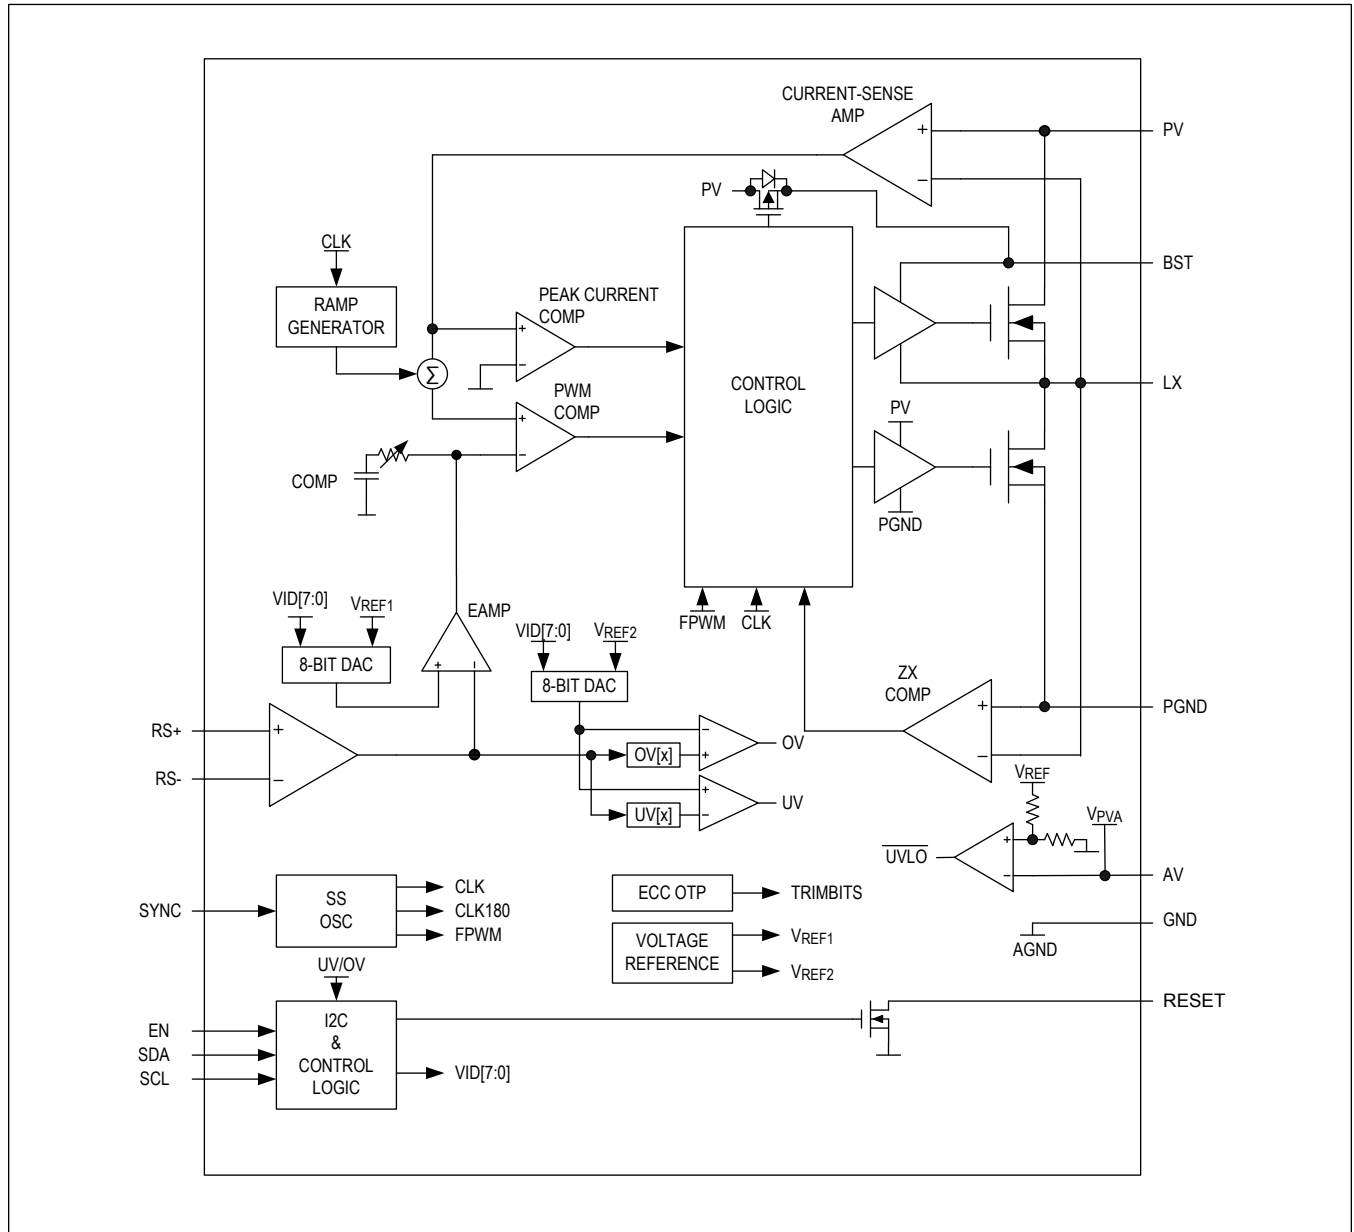 CURRENT-SENSE
AMP
+
−
PV
PV
CLK
BST
RAMP
GENERATOR
PEAK CURRENT
COMP
+
−
Σ
CONTROL
LOGIC
LX
PWM
COMP
+
−
PV
COMP
PGND
VID[7:0]
VREF1
EAMP
FPWM
CLK
VID[7:0]
VREF2
8-BIT DAC
+
−
8-BIT DAC
ZX
COMP
+
−
PGND
RS+
RS-
+
−
OV[x]
−
+
OV
UV[x]
+
−
UV
VREF
VPVA
UVLO
+
−
AV
SYNC
SS
OSC
CLK
CLK180
FPWM
ECC OTP
TRIMBITS
VOLTAGE
REFERENCE
VREF1
VREF2
GND
AGND
UV/OV
RESET
EN
SDA
SCL
I2C
&
CONTROL
LOGIC
VID[7:0]